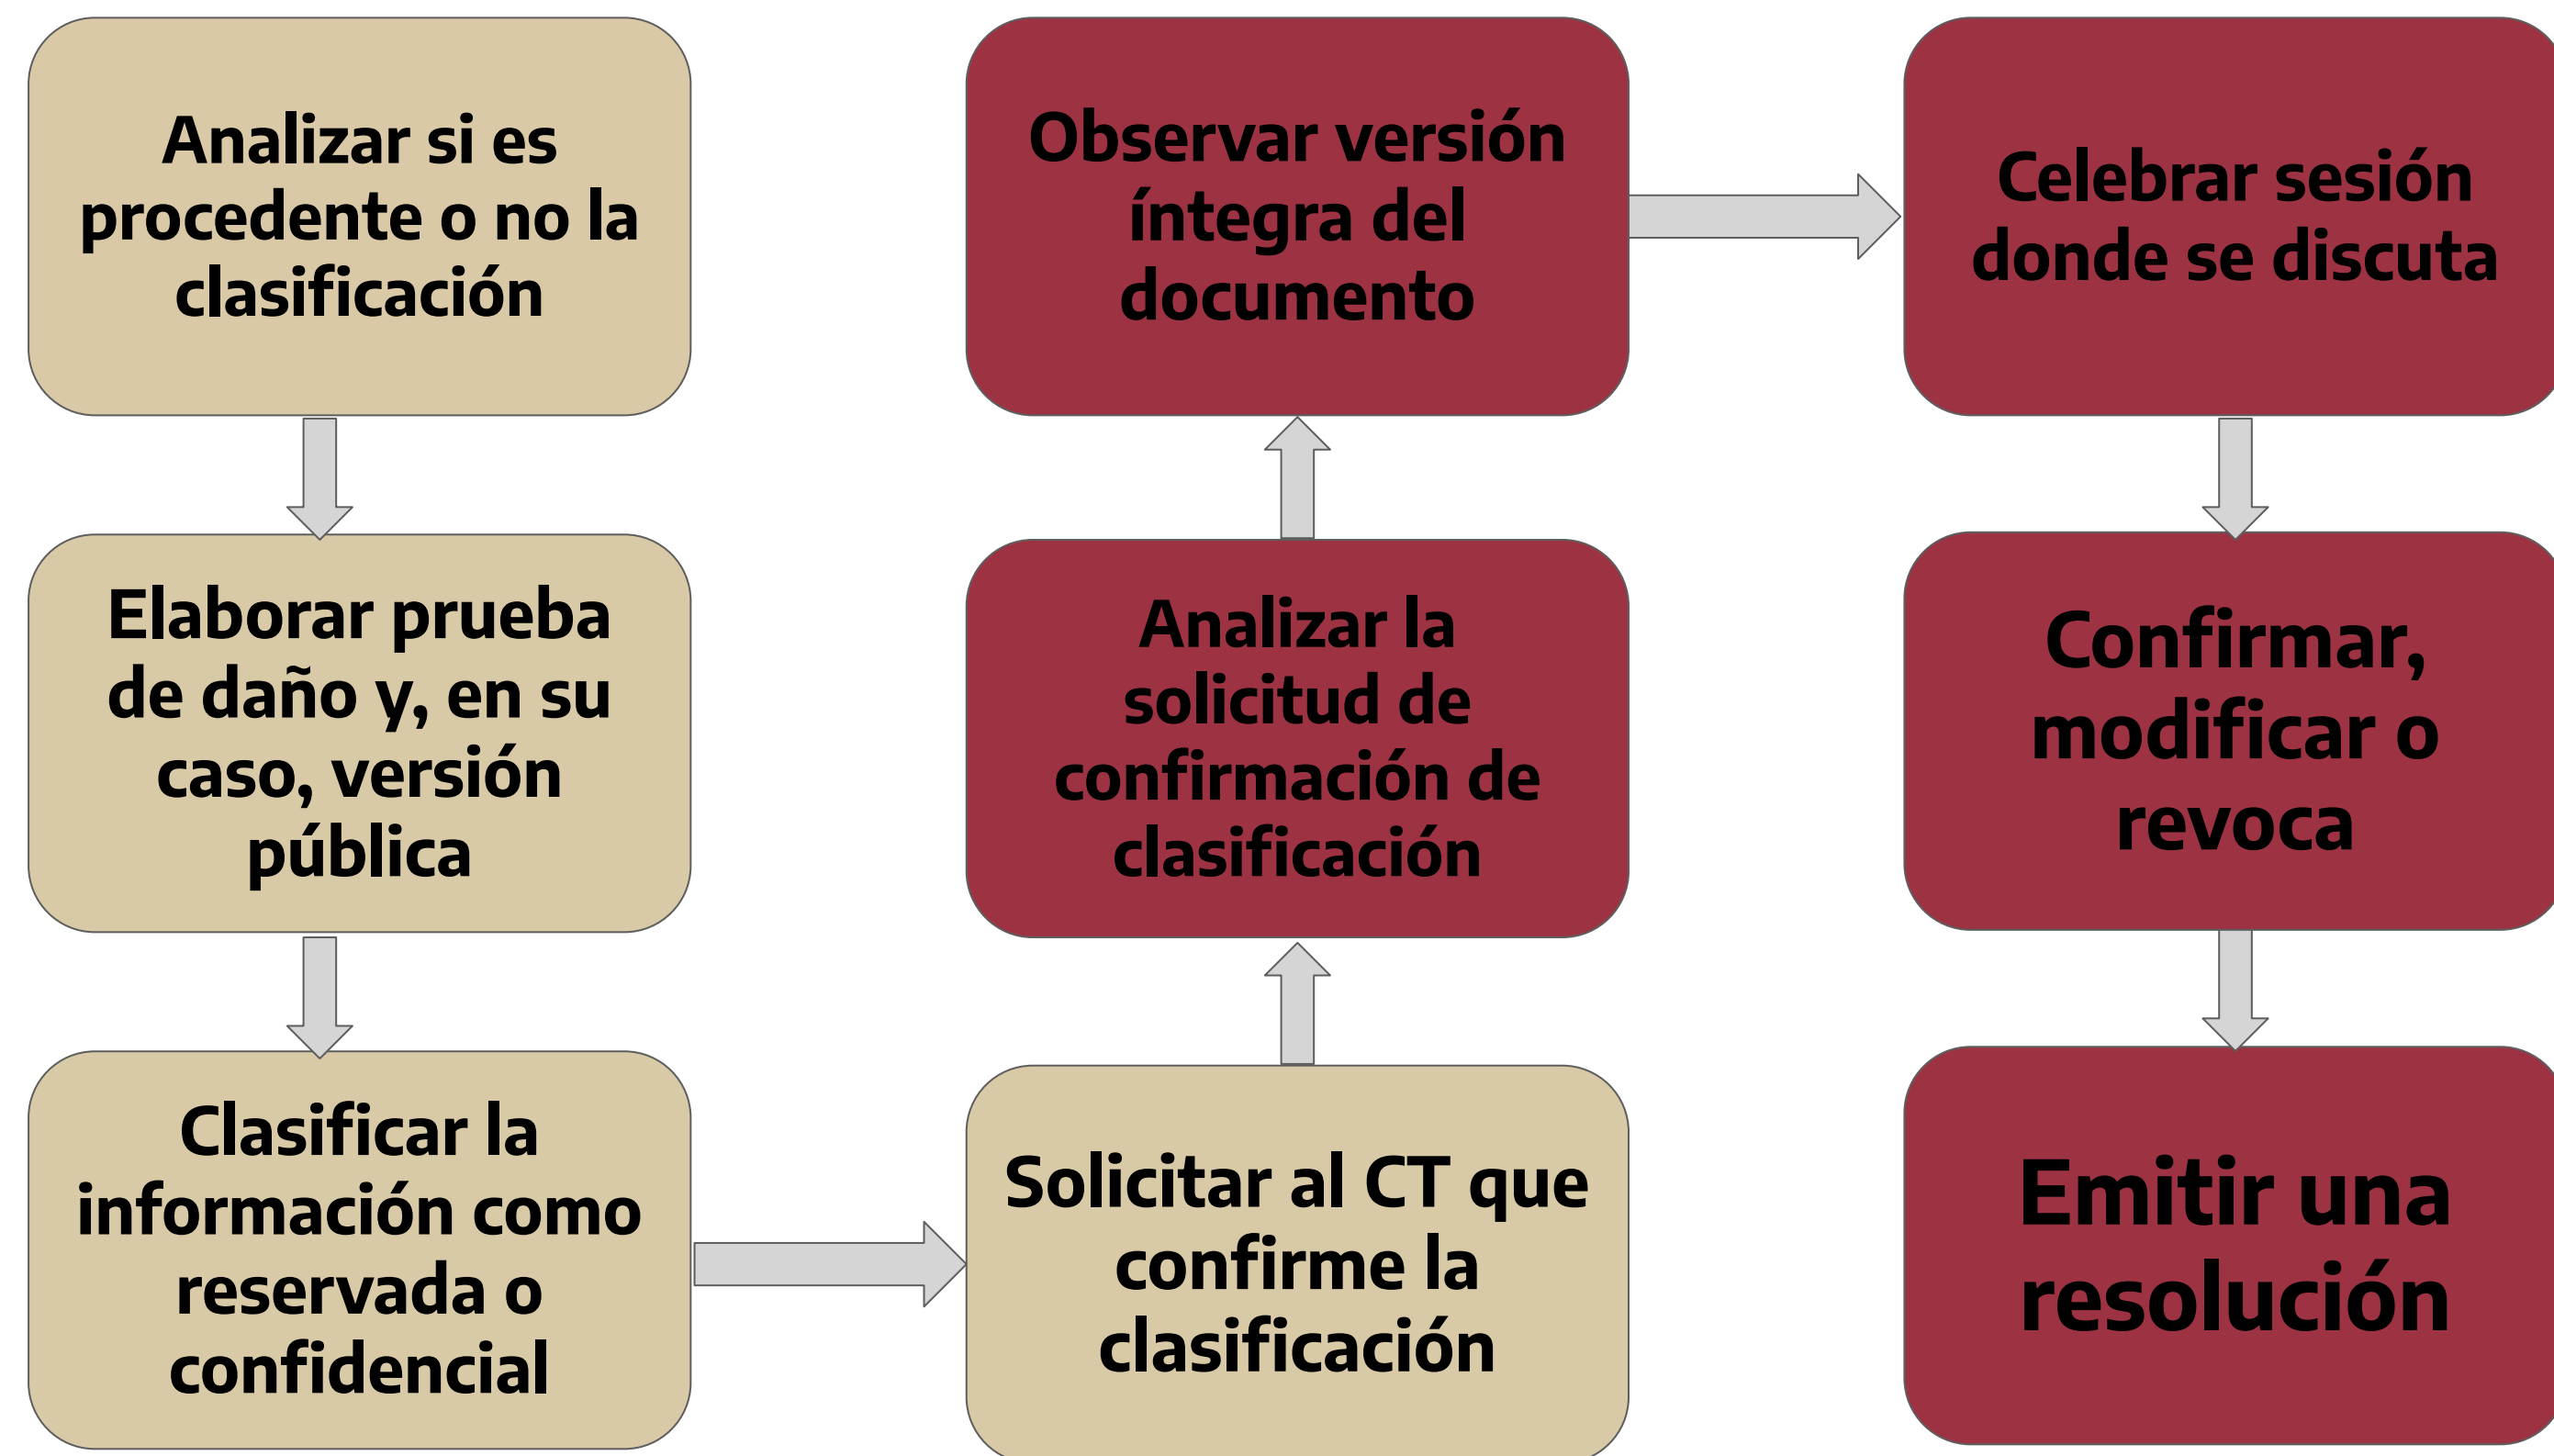 Analizar si es
procedente o no la
clasificación
Elaborar prueba
de daño y, en su
caso, versión
pública
Clasificar la
información como
reservada o
confidencial
Solicitar al CT que
confirme la
clasificación
Analizar la
solicitud de
confirmación de
clasificación
Observar versión
íntegra del
documento
Celebrar sesión
donde se discuta
Confirmar,
modificar o
revoca
Emitir una
resolución